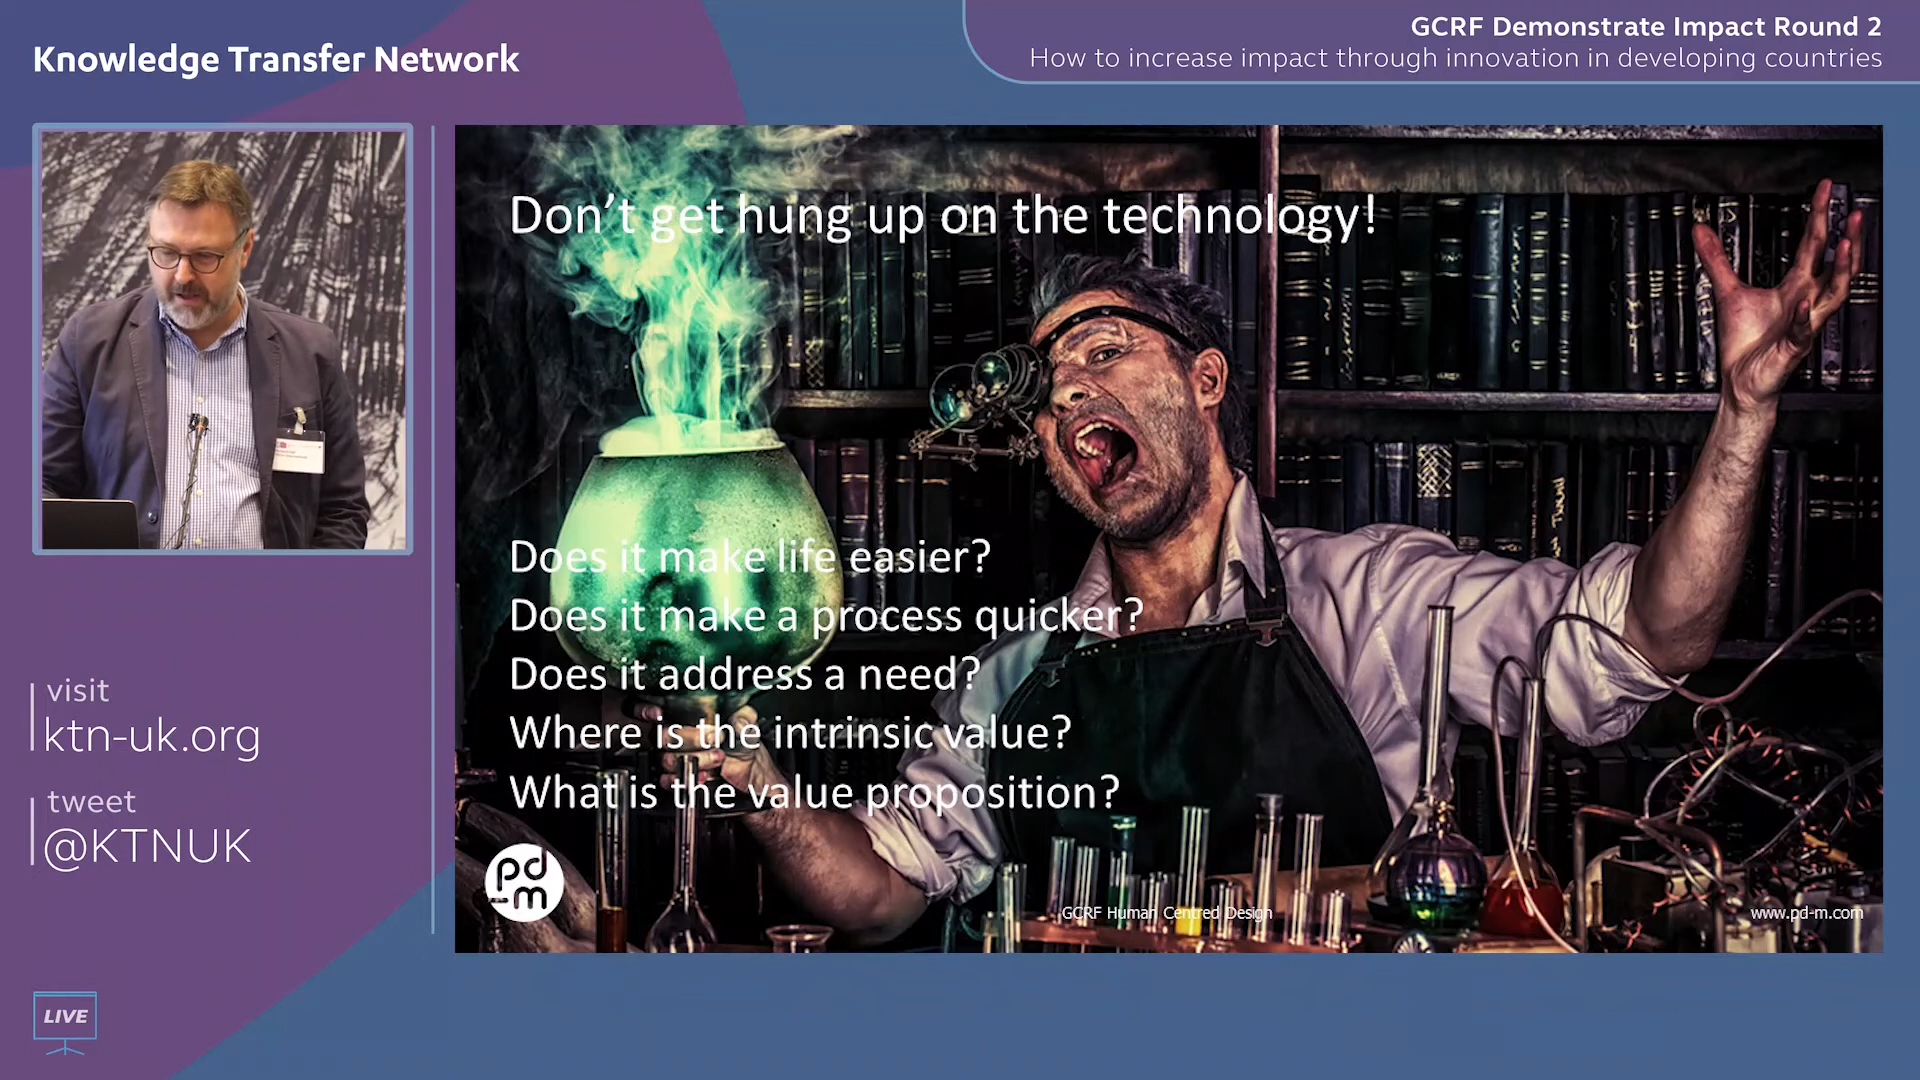 Knowledge Transfer Network
GCRF Demonstrate Impact Round 2
How to increase impact through innovation in developing countries
Don't get hung up on the technology!
Does it make life easier?
Does it make a process quicker?
Does it address a need?
Where is the intrinsic value?
What is the value proposition?
pd
-m
GCRF Human Centred Design
www.pd-m.com
visit
ktn-uk.org
tweet
@KTNUK
LIVE